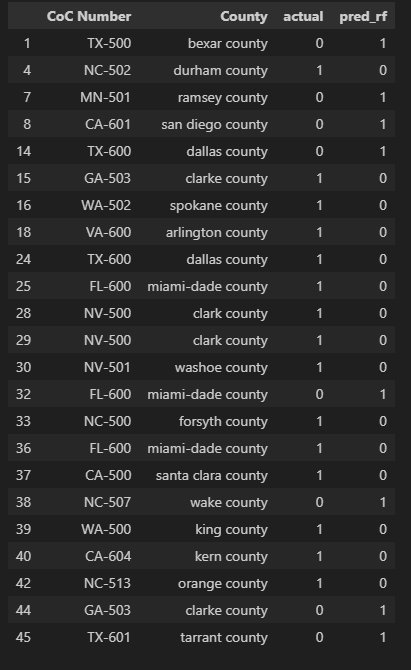 CoC Number County actual pred_rf
1 TX-500 bexar county 0 1
4 NC-502 durham county 1 0
7 MN-501 ramsey county 0 1
8 CA-601 san diego county 0 1
14 TX-600 dallas county 0 1
15 GA-503 clarke county 1 0
16 WA-502 spokane county 1 0
18 VA-600 arlington county 1 0
24 TX-600 dallas county 1 0
25 FL-600 miami-dade county 1 0
28 NV-500 clark county 1 0
29 NV-500 clark county 1 0
30 NV-501 washoe county 1 0
32 FL-600 miami-dade county 0 1
33 NC-500 forsyth county 1 0
36 FL-600 miami-dade county 1 0
37 CA-500 santa clara county 1 0
38 NC-507 wake county 0 1
39 WA-500 king county 1 0
40 CA-604 kern county 1 0
42 NC-513 orange county 1 0
44 GA-503 clarke county 0 1
45 TX-601 tarrant county 0 1